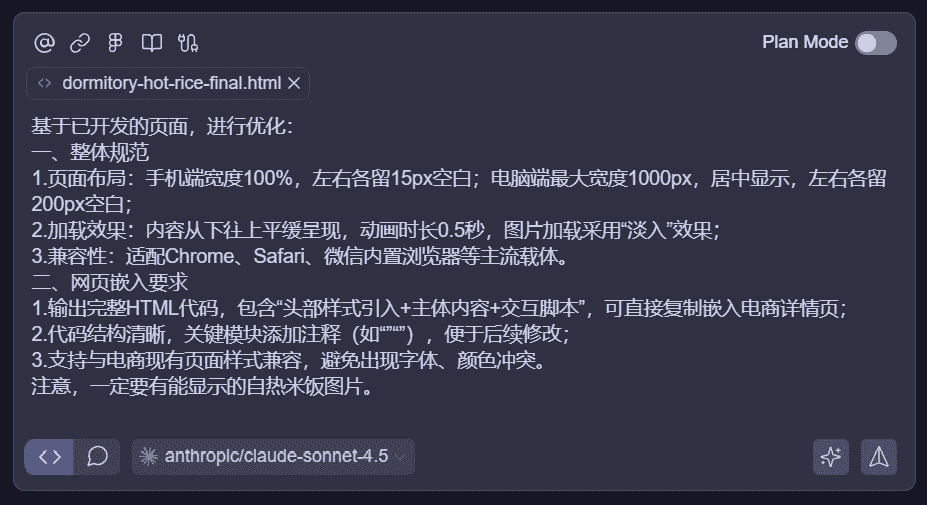 Plan Mode
dormitory-hot-rice-final.html
基于已开发的页面，进行优化：
一、整体规范
1.页面布局：手机端宽度100%，左右各留15px空白；电脑端最大宽度1000px，居中显示，左右各留
200px空白；
2.加载效果：内容从下往上平缓呈现，动画时长0.5秒，图片加载采用“淡入”效果；
3.兼容性：适配Chrome、Safari、微信内置浏览器等主流载体。
二、网页嵌入要求
1.输出完整HTML代码，包含“头部样式引入+主体内容+交互脚本”，可直接复制嵌入电商详情页；
2.代码结构清晰，关键模块添加注释（如“”“”），便于后续修改；
3.支持与电商现有页面样式兼容，避免出现字体、颜色冲突。
注意，一定要有能显示的自热米饭图片。
anthropic/claude-sonnet-4.5